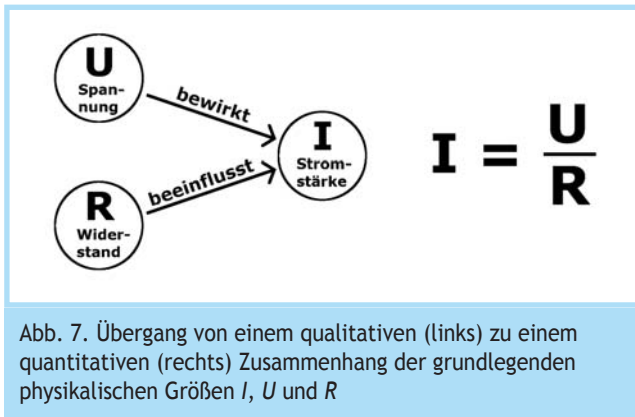 U
Span-
nung
bewirkt
I
Strom-
stärke
R
Wider-
stand
beeinflusst
I = U/R
Abb. 7. Übergang von einem qualitativen (links) zu einem
quantitativen (rechts) Zusammenhang der grundlegenden
physikalischen Größen I, U und R